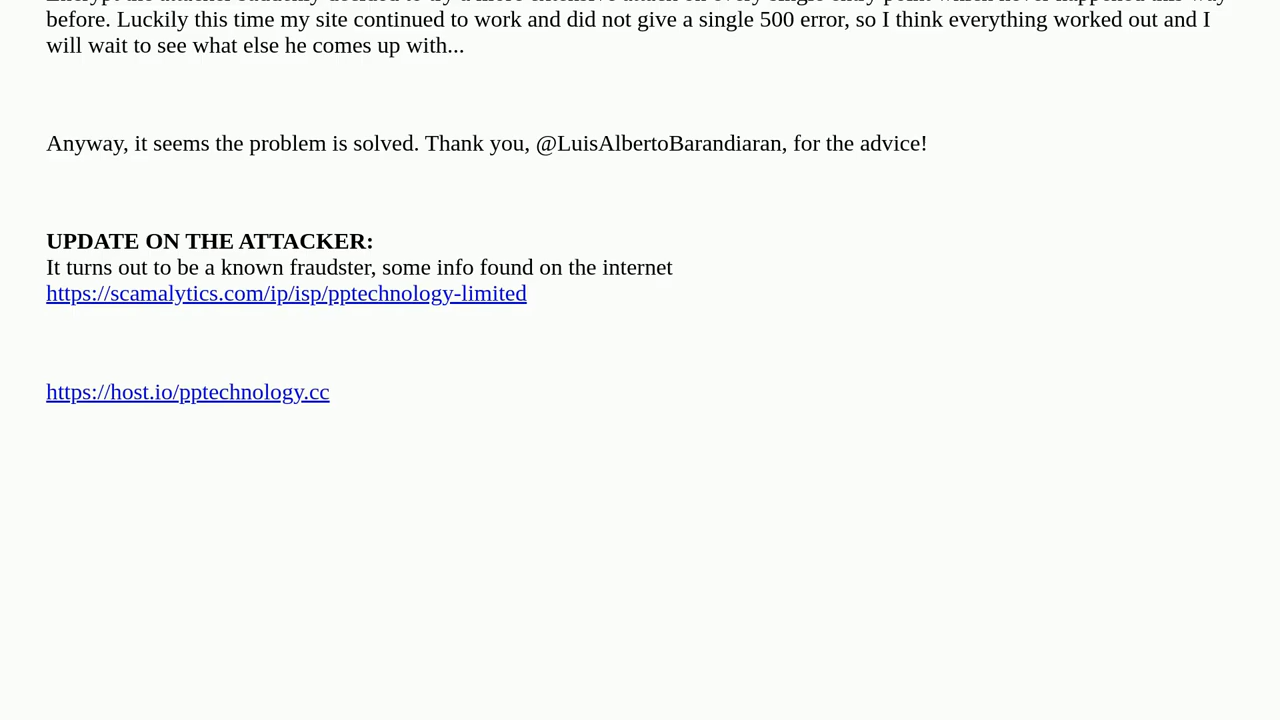 before. Luckily this time my site continued to work and did not give a single 500 error, so I think everything worked out and I
will wait to see what else he comes up with...
Anyway, it seems the problem is solved. Thank you, @LuisAlbertoBarandiaran, for the advice!
UPDATE ON THE ATTACKER:
It turns out to be a known fraudster, some info found on the internet
https://scamalytics.com/ip/isp/pptechnology-limited
https://host.io/pptechnology.cc